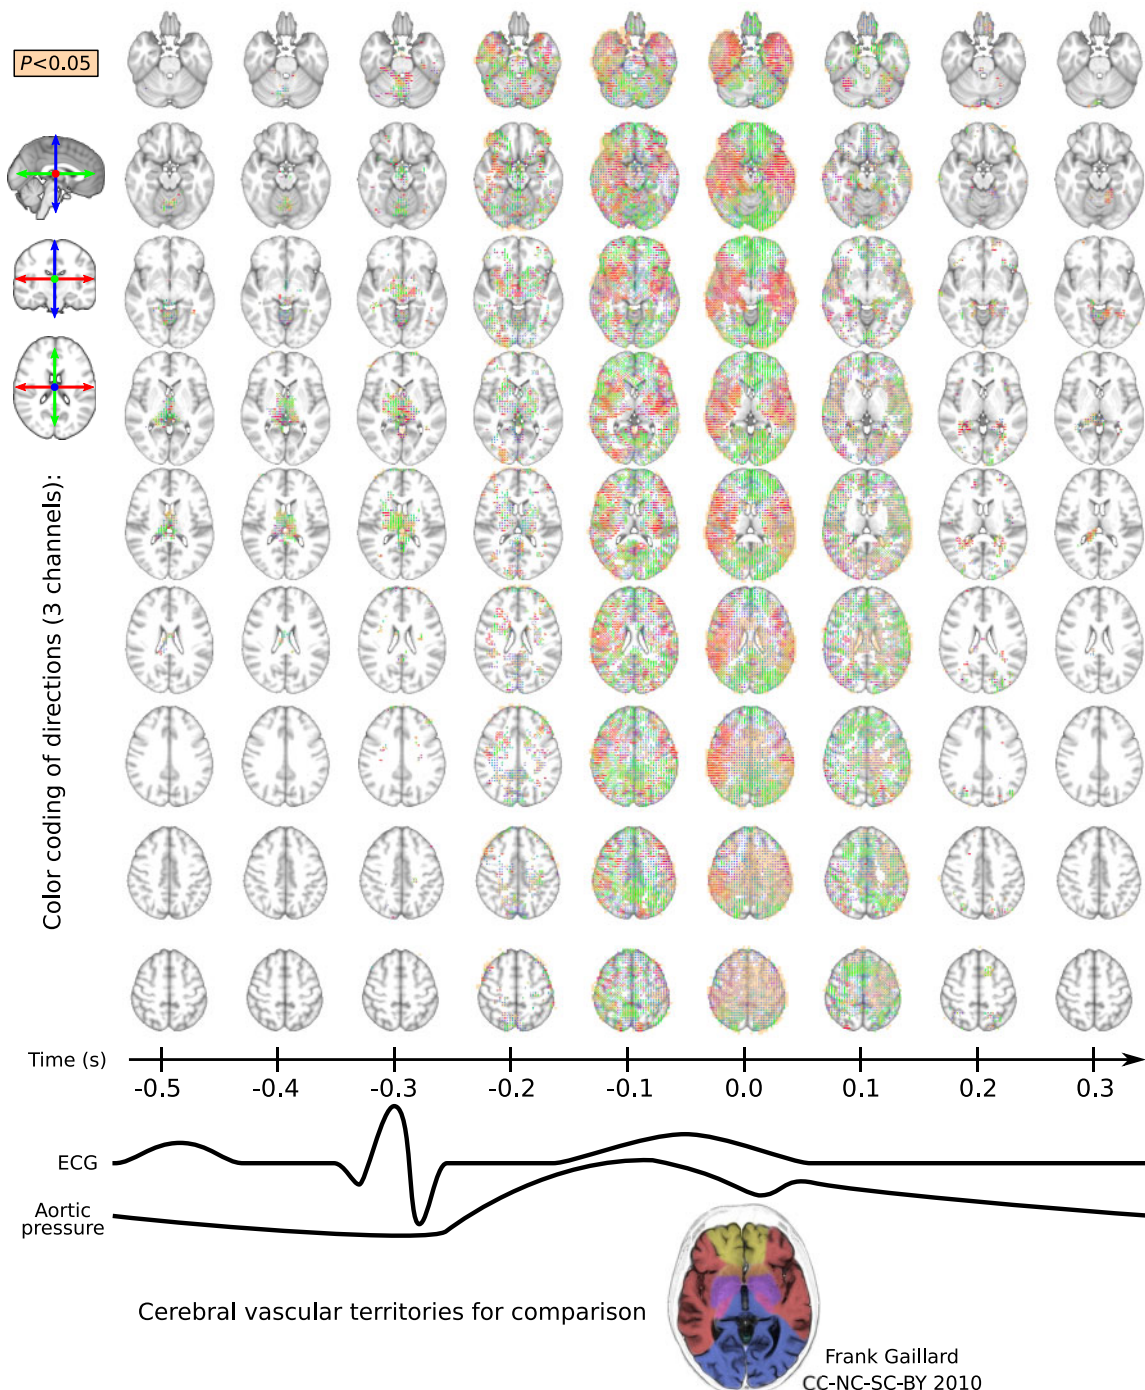 P<0.05
Color coding of directions (3 channels):
Time (s)
-0.5 -0.4 -0.3 -0.2 -0.1 0.0 0.1 0.2 0.3
ECG
Aortic
pressure
Cerebral vascular territories for comparison
Frank Gaillard
CC-NC-SC-BY 2010